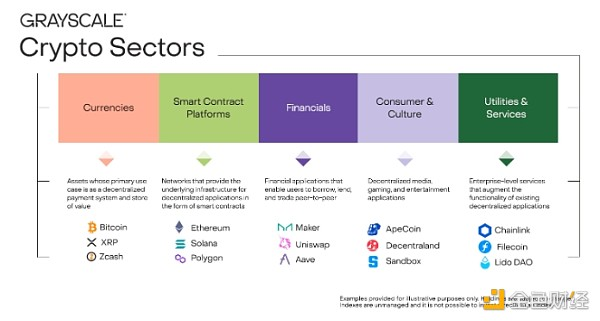 GRAYSCALE
Crypto Sectors
Currencies
Smart Contract
Platforms
Financials
Consumer &
Culture
Utilities &
Services
Assets whose primary use
case is as a decentralized
payment system and store
of value
Networks that provide the
underlying infrastructure for
decentralized applications in
the form of smart contracts
Financial applications that
enable users to borrow, lend,
and trade peer-to-peer
Decentralized media,
gaming, and entertainment
applications
Enterprise-level services
that augment the
functionality of existing
decentralized applications
Bitcoin
XRP
Zcash
Ethereum
Solana
Polygon
Maker
Uniswap
Aave
ApeCoin
Decentraland
Sandbox
Chainlink
Filecoin
Lido DAO
Examples provided for illustrative purposes only.
Indexes are unmanaged and it is not possible to
金色财经